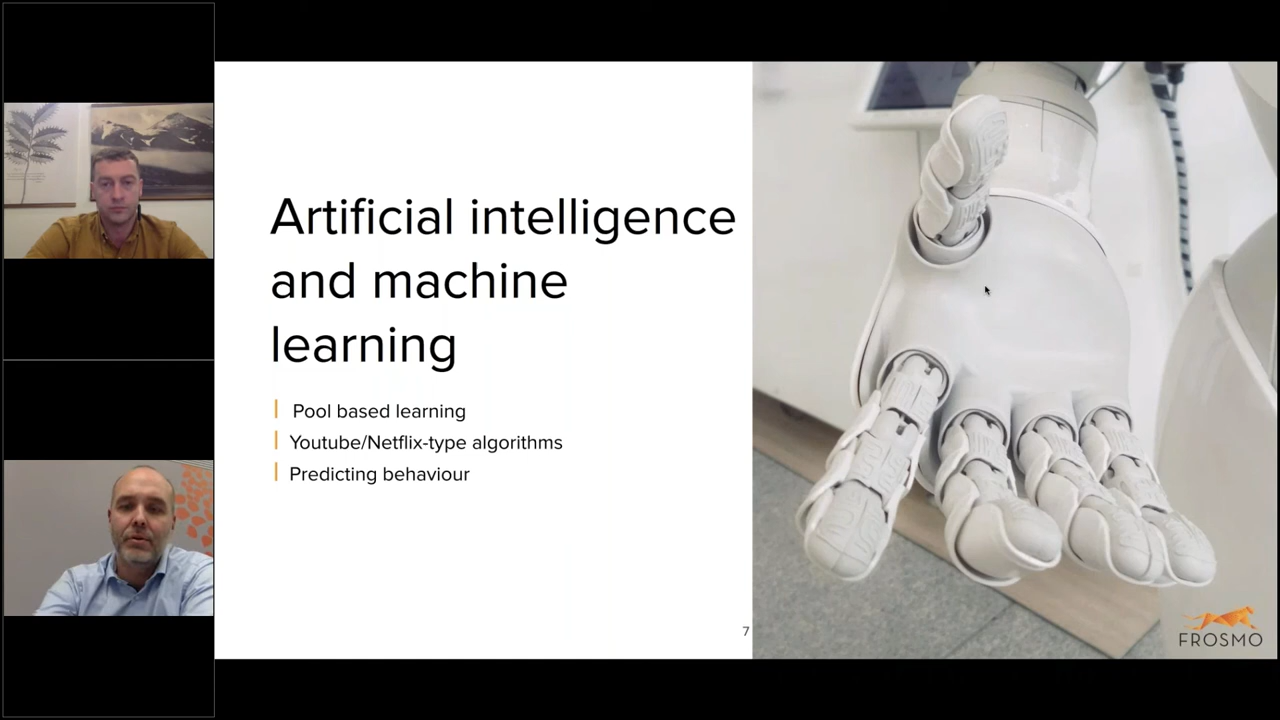 Artificial intelligence
and machine
learning
Pool based learning
Youtube/Netflix-type algorithms
Predicting behaviour
7
FROSMO